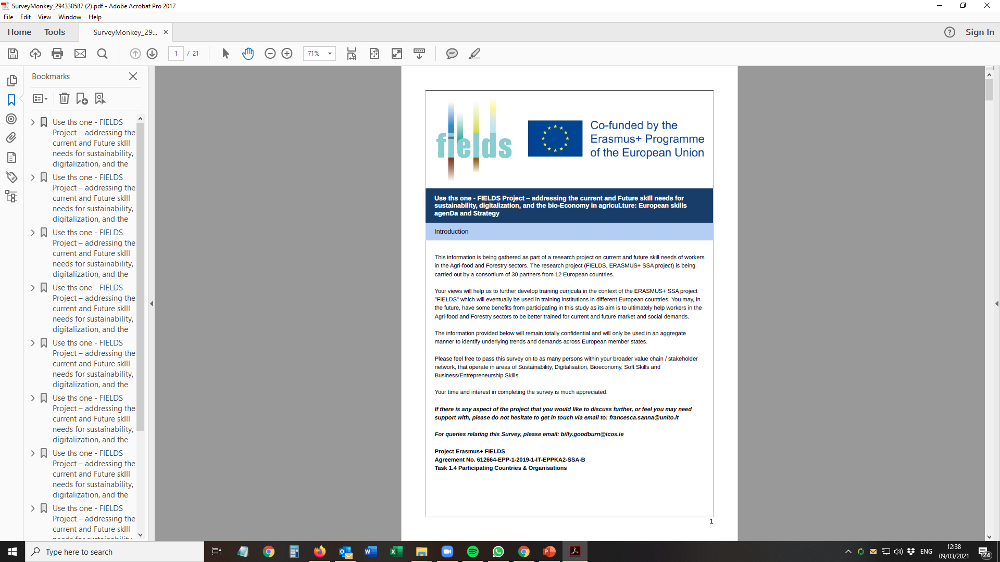 SurveyMonkey_294338587 (2).pdf - Adobe Acrobat Pro 2017
File Edit View Window Help
Home Tools SurveyMonkey_29... × Sign In
1 / 21 71%
Bookmarks
Use ths one - FIELDS
Project – addressing the
current and Future skIll
needs for sustainability,
digitalization, and the
Use ths one - FIELDS
Project – addressing the
current and Future skIll
needs for sustainability,
digitalization, and the
Use ths one - FIELDS
Project – addressing the
current and Future skIll
needs for sustainability,
digitalization, and the
Use ths one - FIELDS
Project – addressing the
current and Future skIll
needs for sustainability,
digitalization, and the
Use ths one - FIELDS
Project – addressing the
current and Future skIll
needs for sustainability,
digitalization, and the
Use ths one - FIELDS
Project – addressing the
current and Future skIll
needs for sustainability,
digitalization, and the
Use ths one - FIELDS
Project – addressing the
current and Future skIll
needs for sustainability,
digitalization, and the
Use ths one - FIELDS
Project – addressing the
current and Future skIll
needs for sustainability,
fields
Co-funded by the
Erasmus+ Programme
of the European Union
Use ths one - FIELDS Project – addressing the current and Future skIll needs for
sustainability, digitalization, and the bio-Economy in agricuLture: European skills
agenDa and Strategy
Introduction
This information is being gathered as part of a research project on current and future skill needs of workers
in the Agri-food and Forestry sectors. The research project (FIELDS, ERASMUS+ SSA project) is being
carried out by a consortium of 30 partners from 12 European countries.
Your views will help us to further develop training curricula in the context of the ERASMUS+ SSA project
"FIELDS" which will eventually be used in training institutions in different European countries. You may, in
the future, have some benefits from participating in this study as its aim is to ultimately help workers in the
Agri-food and Forestry sectors to be better trained for current and future market and social demands.
The information provided below will remain totally confidential and will only be used in an aggregate
manner to identify underlying trends and demands across European member states.
Please feel free to pass this survey on to as many persons within your broader value chain / stakeholder
network, that operate in areas of Sustainability, Digitalisation, Bioeconomy, Soft Skills and
Business/Entrepreneurship Skills.
Your time and interest in completing the survey is much appreciated.
If there is any aspect of the project that you would like to discuss further, or feel you may need
support with, please do not hesitate to get in touch via email to: francesca.sanna@unito.it
For queries relating this Survey, please email: billy.goodburn@icos.ie
Project Erasmus+ FIELDS
Agreement No. 612664-EPP-1-2019-1-IT-EPPKA2-SSA-B
Task 1.4 Participating Countries & Organisations
1
Type here to search
ENG
12:38
09/03/2021
24